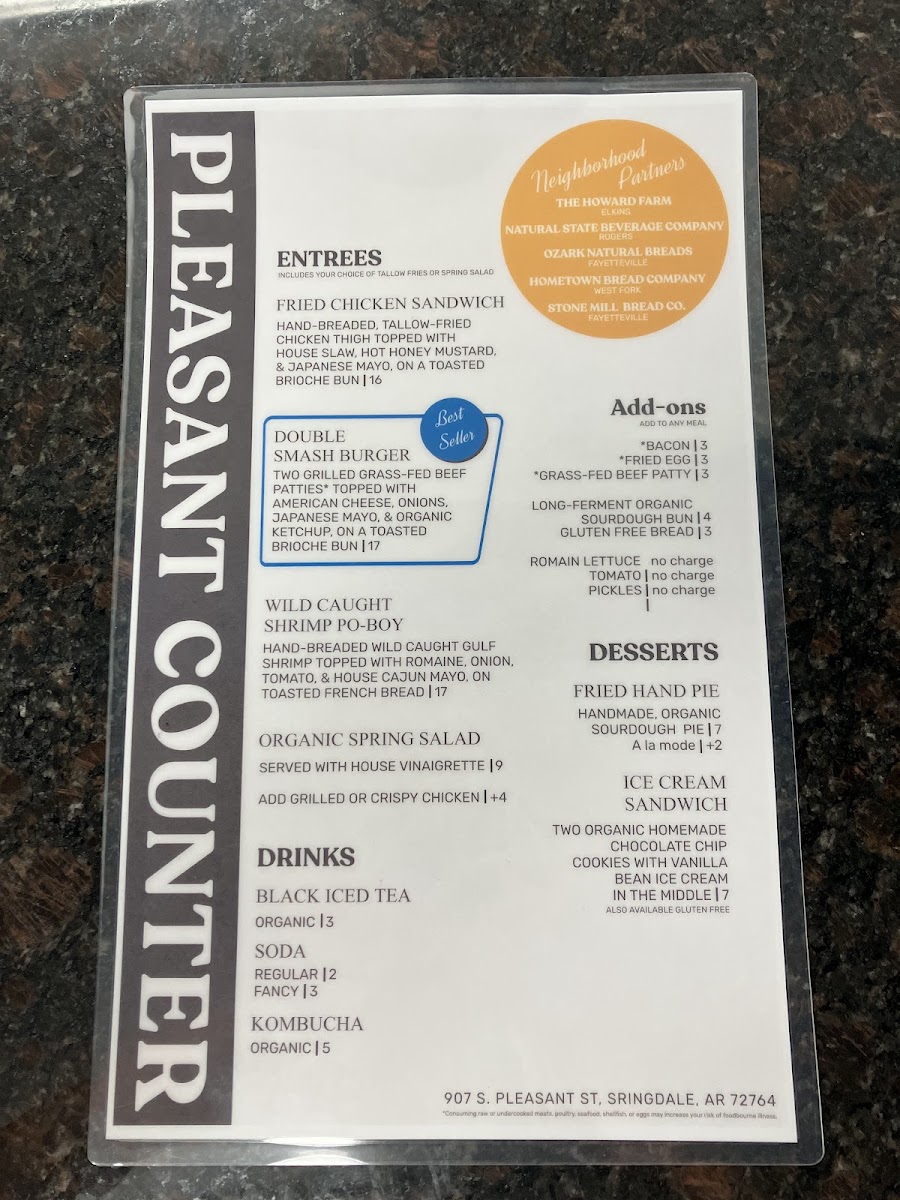 PLEASANT COUNTER
Neighborhood
Partners
THE HOWARD FARM
ELKINS
NATURAL STATE BEVERAGE COMPANY
ROGERS
OZARK NATURAL BREADS
FAYETTEVILLE
HOMETOWN BREAD COMPANY
WEST FORK
STONE MILL BREAD CO.
FAYETTEVILLE
ENTREES
INCLUDES YOUR CHOICE OF TALLOW FRIES OR SPRING SALAD
FRIED CHICKEN SANDWICH
HAND-BREADED, TALLOW-FRIED
CHICKEN THIGH TOPPED WITH
HOUSE SLAW, HOT HONEY MUSTARD,
& JAPANESE MAYO, ON A TOASTED
BRIOCHE BUN | 16
Best
Seller
DOUBLE
SMASH BURGER
TWO GRILLED GRASS-FED BEEF
PATTIES* TOPPED WITH
AMERICAN CHEESE, ONIONS,
JAPANESE MAYO, & ORGANIC
KETCHUP, ON A TOASTED
BRIOCHE BUN | 17
WILD CAUGHT
SHRIMP PO-BOY
HAND-BREADED WILD CAUGHT GULF
SHRIMP TOPPED WITH ROMAINE, ONION,
TOMATO, & HOUSE CAJUN MAYO, ON
TOASTED FRENCH BREAD | 17
ORGANIC SPRING SALAD
SERVED WITH HOUSE VINAIGRETTE | 9
ADD GRILLED OR CRISPY CHICKEN | +4
DRINKS
BLACK ICED TEA
ORGANIC | 3
SODA
REGULAR | 2
FANCY | 3
KOMBUCHA
ORGANIC | 5
Add-ons
ADD TO ANY MEAL
*BACON | 3
*FRIED EGG | 3
*GRASS-FED BEEF PATTY | 3
LONG-FERMENT ORGANIC
SOURDOUGH BUN | 4
GLUTEN FREE BREAD | 3
ROMAIN LETTUCE no charge
TOMATO | no charge
PICKLES | no charge
|
DESSERTS
FRIED HAND PIE
HANDMADE, ORGANIC
SOURDOUGH PIE | 7
A la mode | +2
ICE CREAM
SANDWICH
TWO ORGANIC HOMEMADE
CHOCOLATE CHIP
COOKIES WITH VANILLA
BEAN ICE CREAM
IN THE MIDDLE | 7
ALSO AVAILABLE GLUTEN FREE
907 S. PLEASANT ST, SRINGDALE, AR 72764
*Consuming raw or undercooked meats, poultry, seafood, shellfish, or eggs may increase your risk of foodbourne illness.